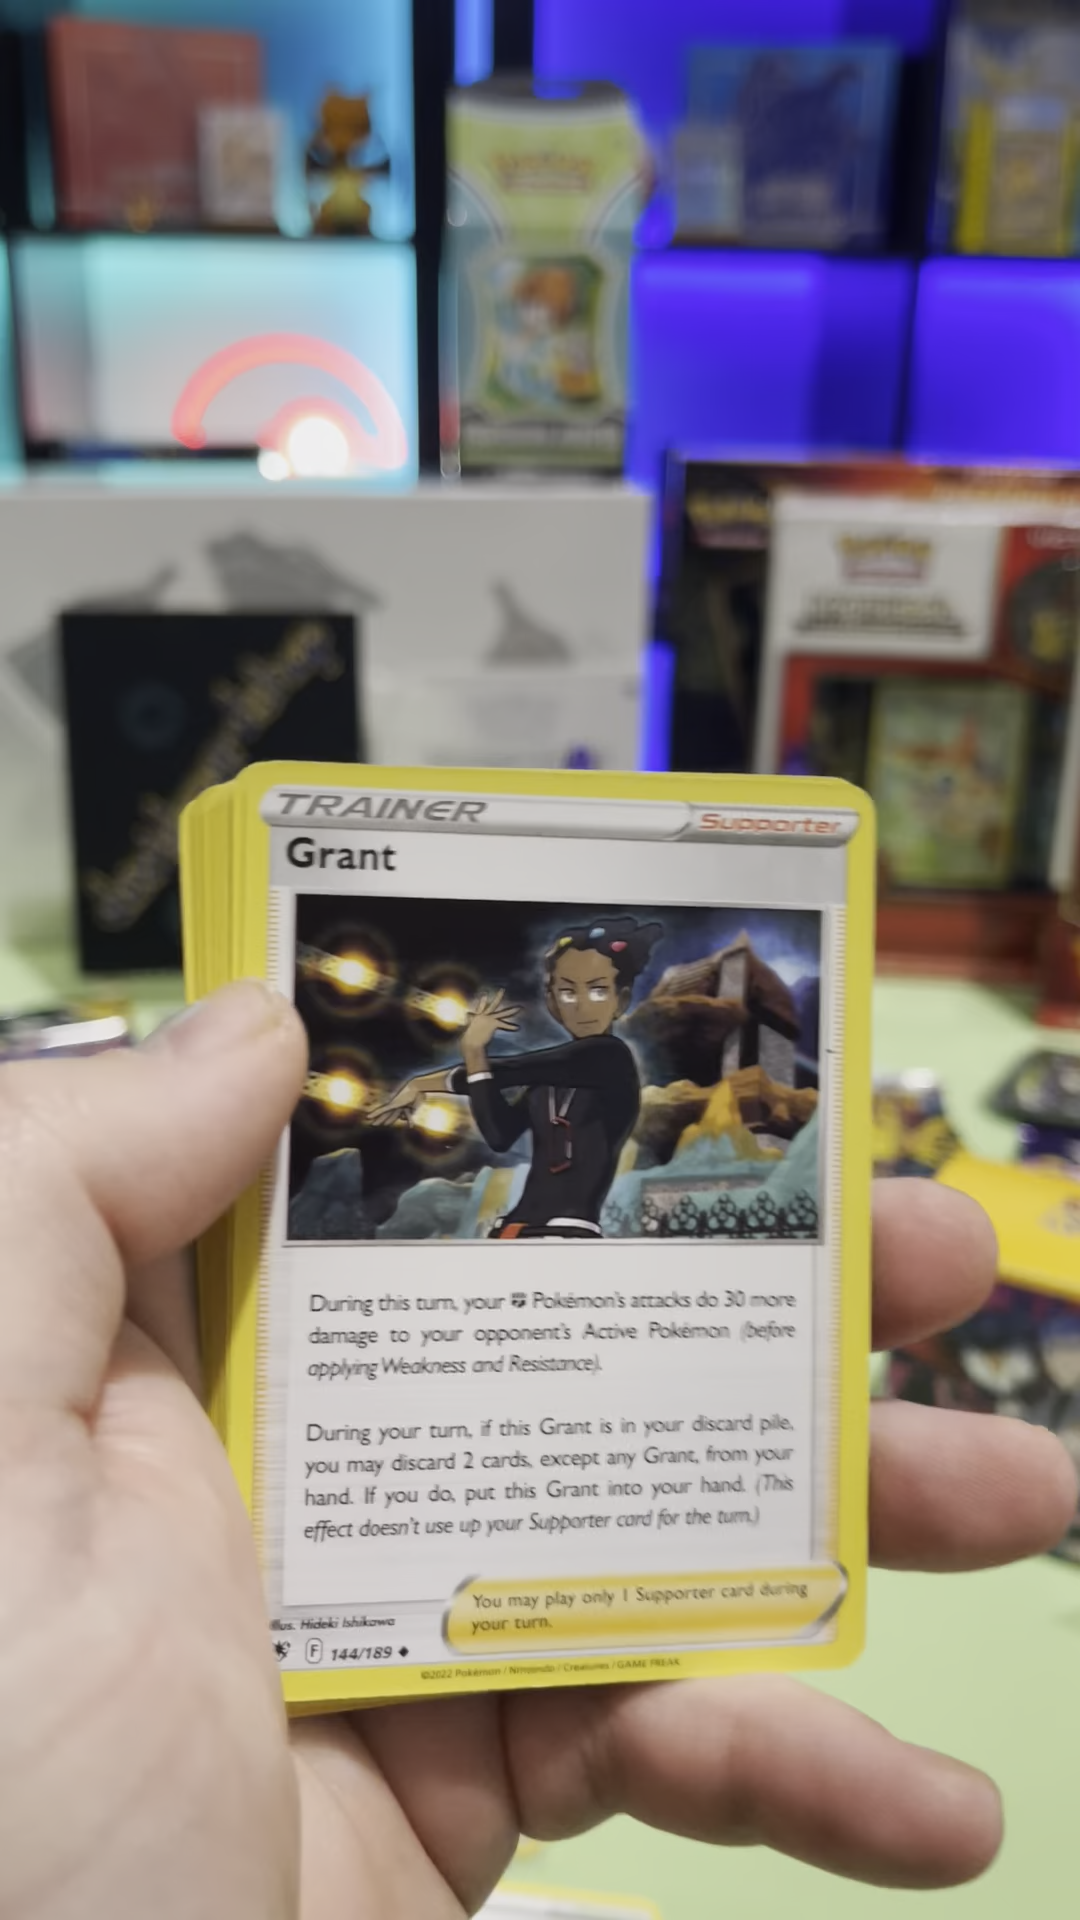 TRAINER
Supporter
Grant
During this turn, your Pokémon's attacks do 30 more
damage to your opponent's Active Pokémon (before
applying Weakness and Resistance).
During your turn, if this Grant is in your discard pile,
you may discard 2 cards, except any Grant, from your
hand. If you do, put this Grant into your hand. (This
effect doesn't use up your Supporter card for the turn.)
You may play only 1 Supporter card during
your turn.
Illus. Hideki Ishikawa
F 144/189
©2022 Pokémon / Nintendo / Creatures / GAME FREAK